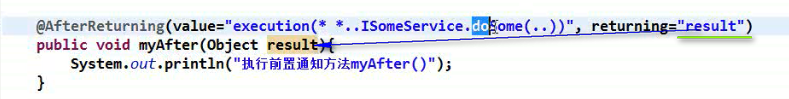 @AfterReturning(value="execution(* *..ISomeService.doSome(..))", returning="result")
public void myAfter(Object result){
System.out.println("执行前置通知方法myAfter()");
}